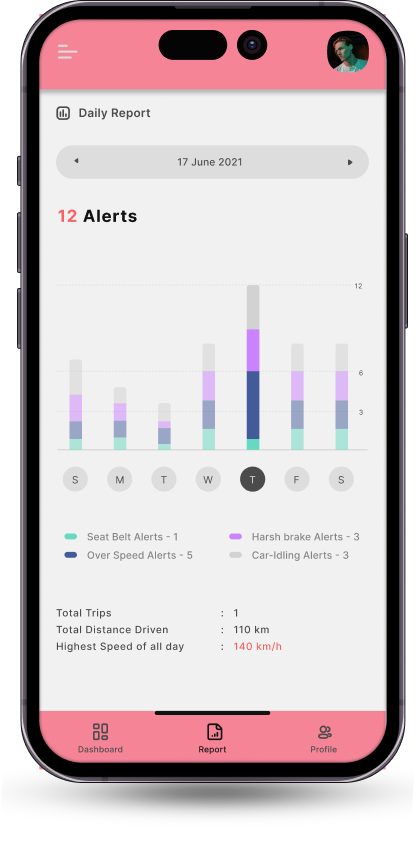 Daily Report
17 June 2021
12 Alerts
12
6
3
S M T W T F S
Seat Belt Alerts - 1
Harsh brake Alerts - 3
Over Speed Alerts - 5
Car-Idling Alerts - 3
Total Trips : 1
Total Distance Driven : 110 km
Highest Speed of all day : 140 km/h
Dashboard Report Profile